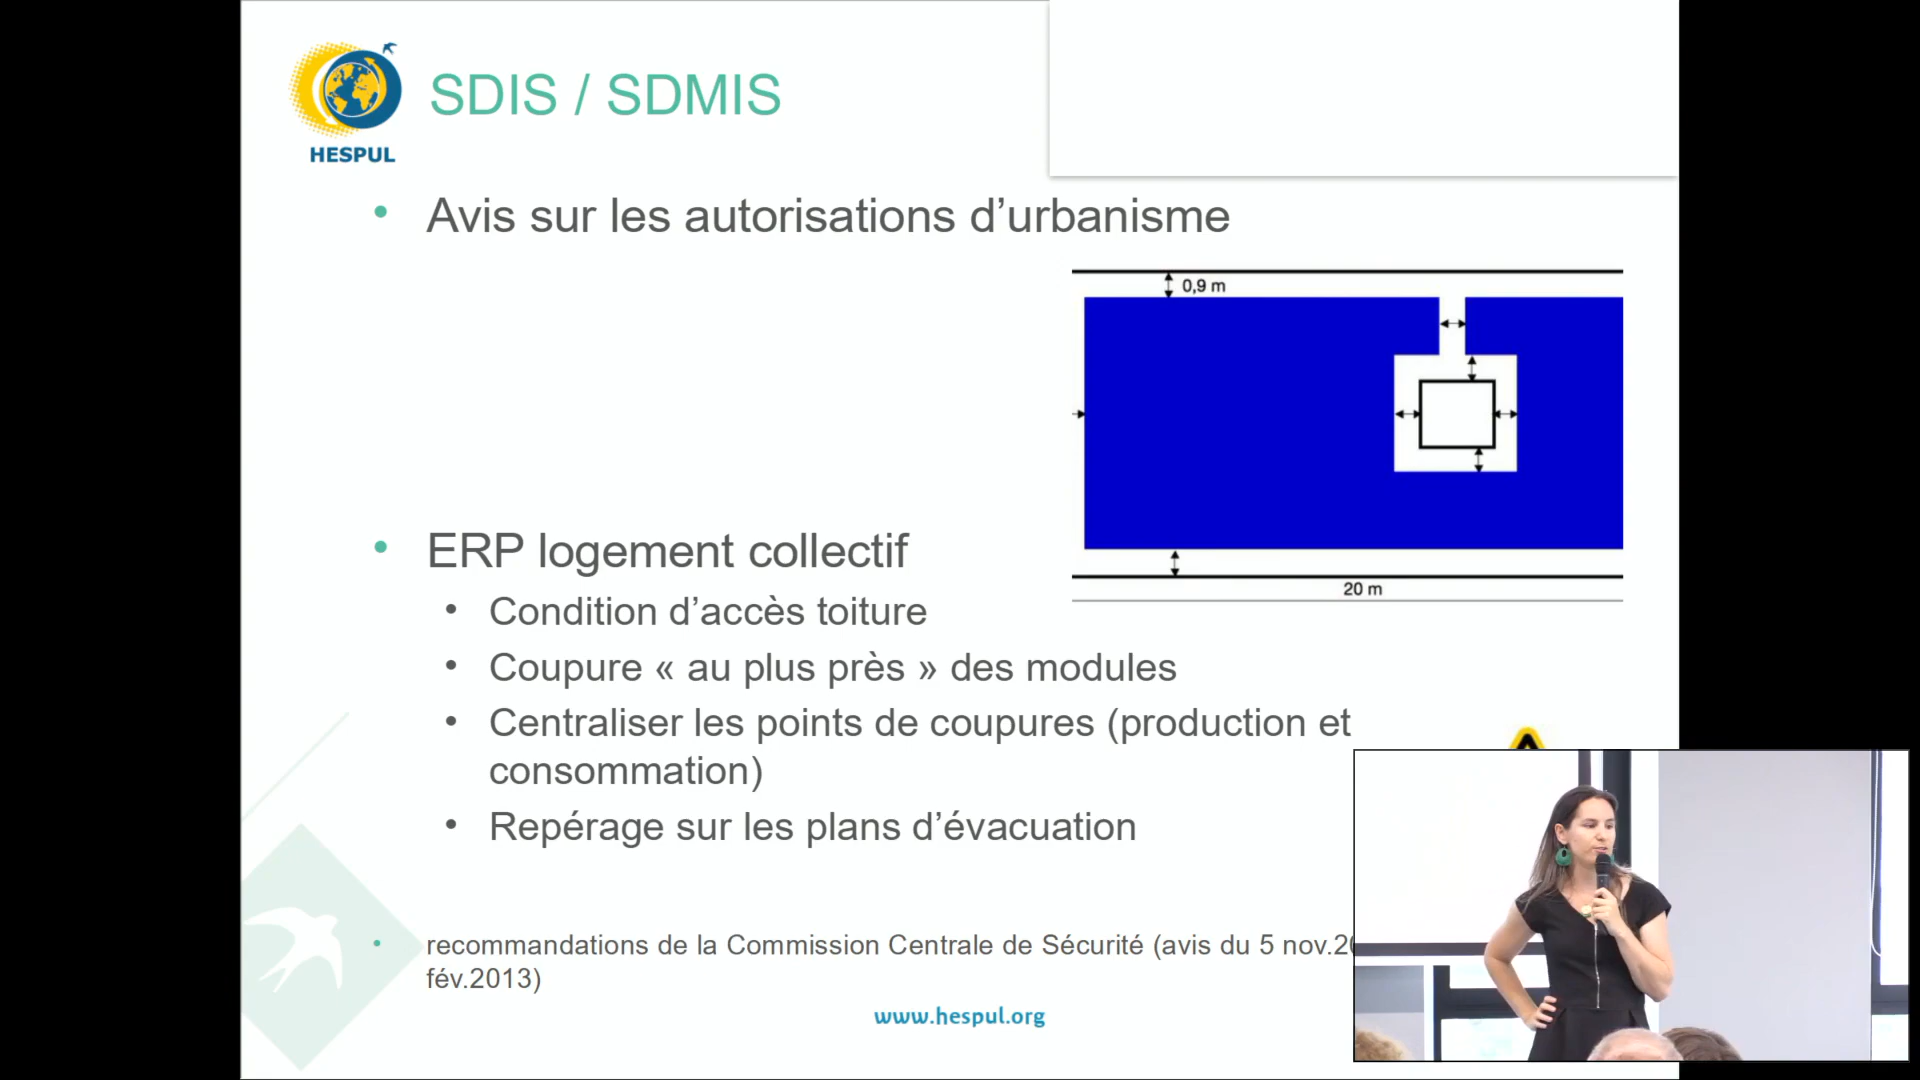 HESPUL
SDIS / SDMIS
• Avis sur les autorisations d’urbanisme
0,9 m
20 m
• ERP logement collectif
• Condition d’accès toiture
• Coupure « au plus près » des modules
• Centraliser les points de coupures (production et
consommation)
• Repérage sur les plans d’évacuation
• recommandations de la Commission Centrale de Sécurité (avis du 5 nov.
fév.2013)
www.hespul.org